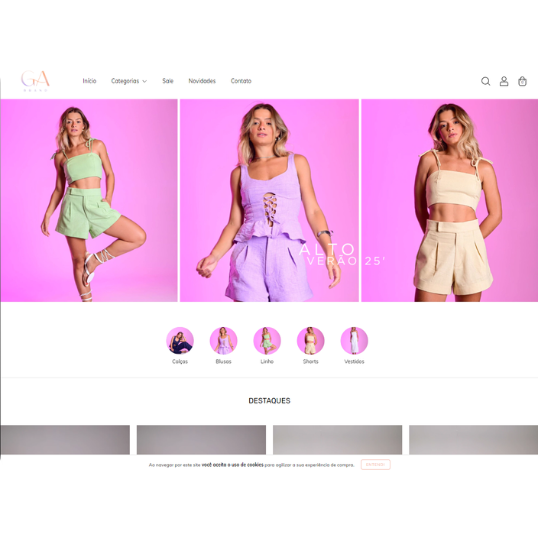 G A
Início Categorias Sale Novidades Contato
0
ALTO
VERÃO 25'
Calças Blusas Linho Shorts Vestidos
DESTAQUES
Ao navegar por este site você aceita o uso de cookies para agilizar a sua experiência de compra. ENTENDI